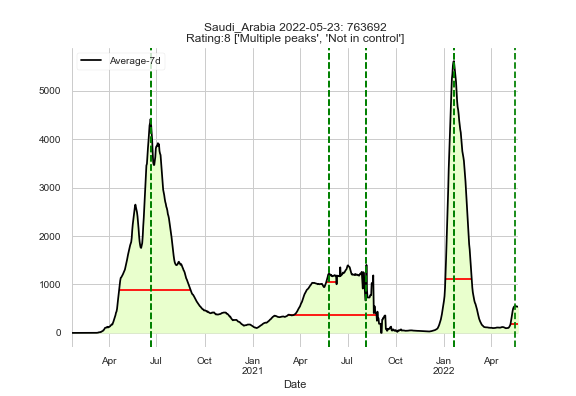 Saudi_Arabia 2022-05-23: 763692
Rating:8 ['Multiple peaks', 'Not in control']
Average-7d
5000
4000
3000
2000
1000
0
Apr Jul Oct Jan Apr Jul Oct Jan Apr
2021 2022
Date